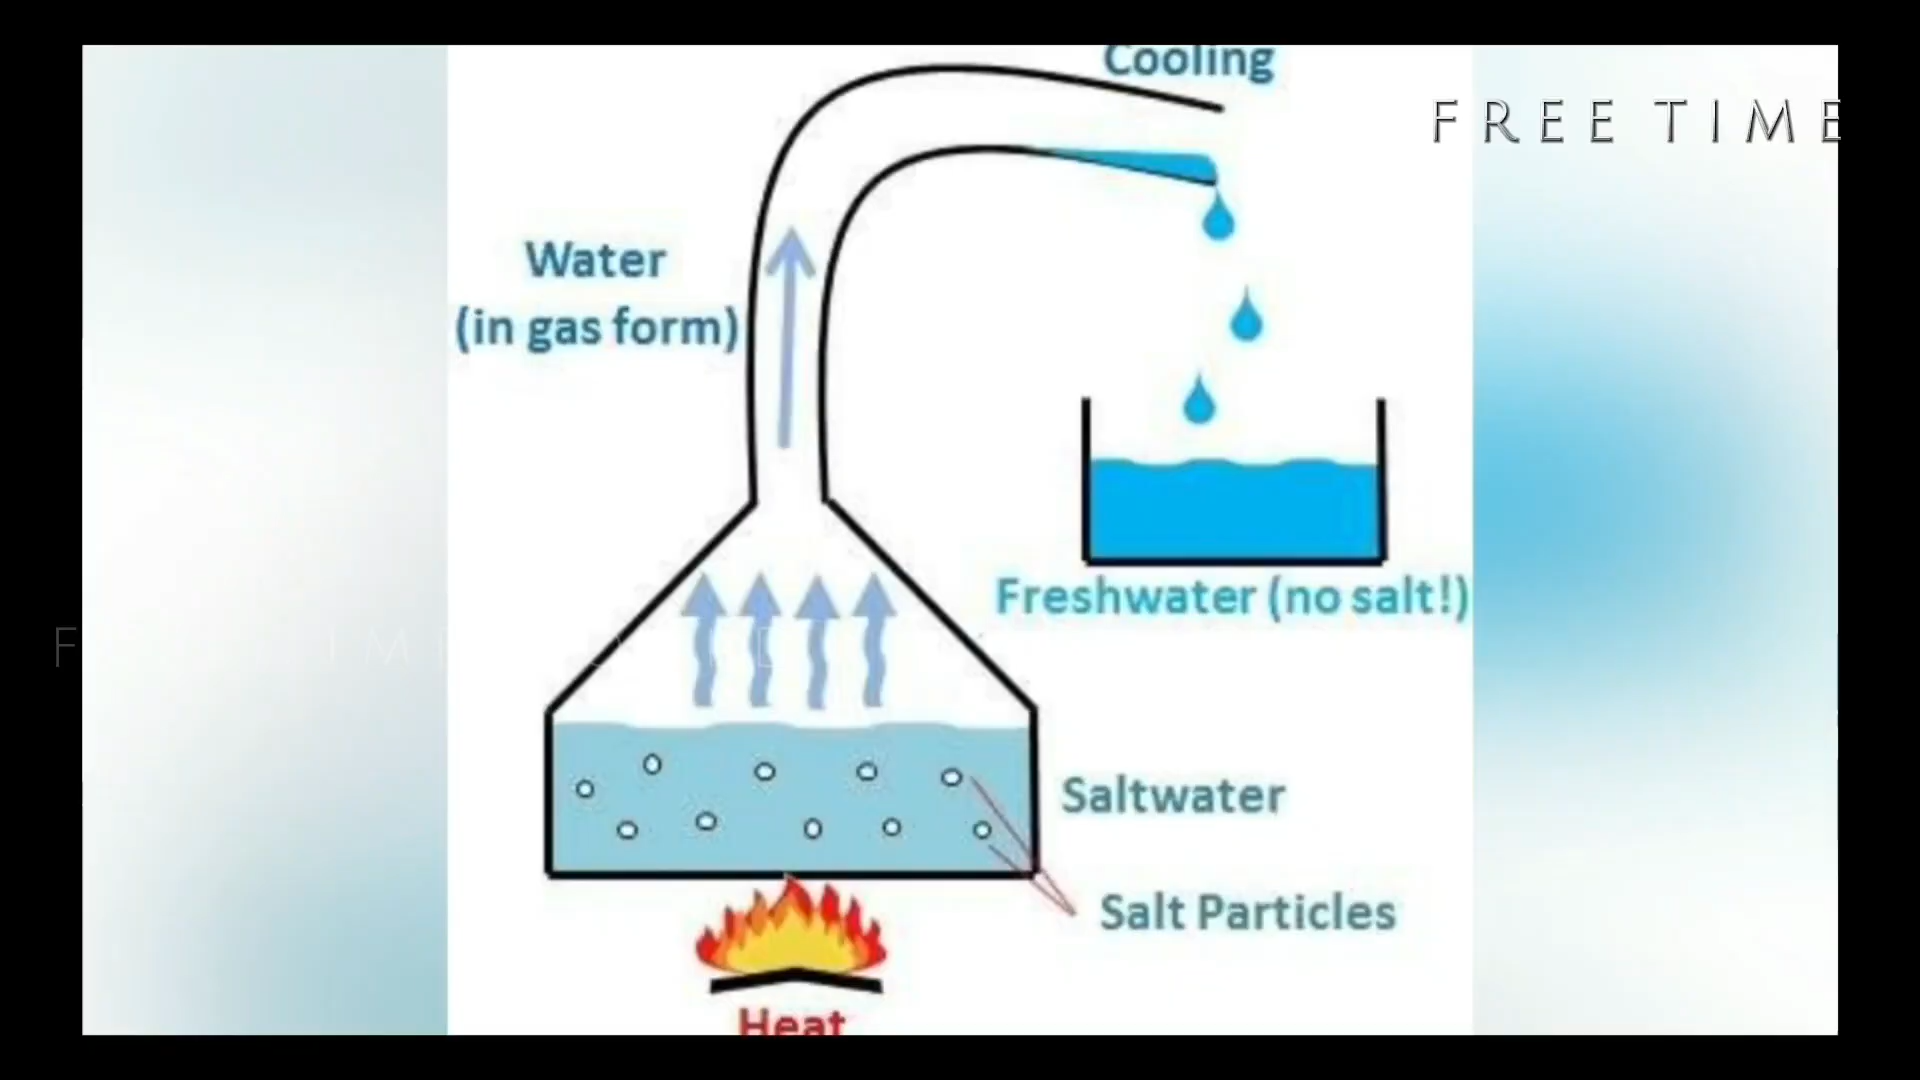 Cooling
FREE TIME
Water
(in gas form)
Freshwater (no salt!)
Saltwater
Salt Particles
Heat